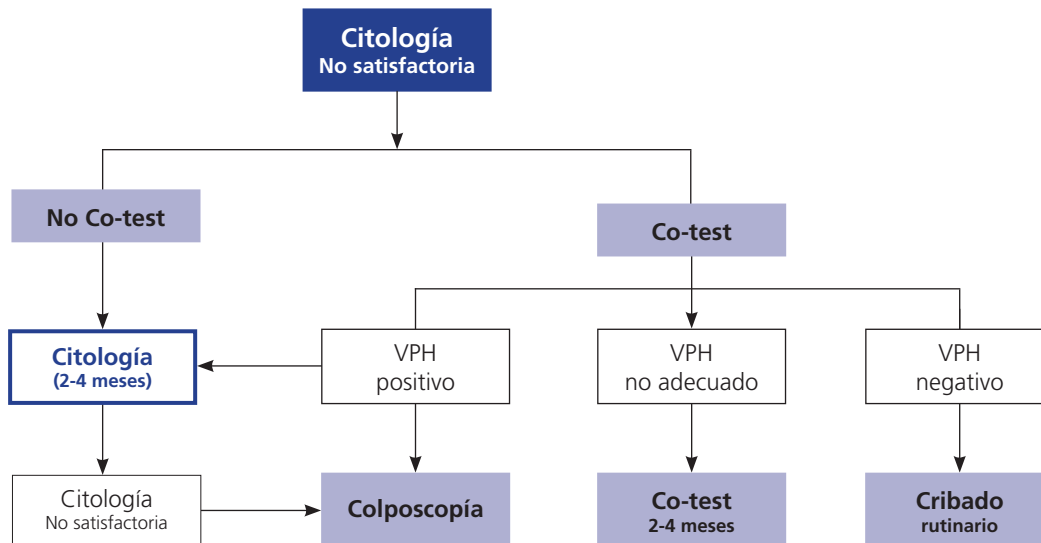 Citología
No satisfactoria
No Co-test
Co-test
Citología
(2-4 meses)
VPH
positivo
VPH
no adecuado
VPH
negativo
Citología
No satisfactoria
Colposcopía
Co-test
2-4 meses
Cribado
rutinario